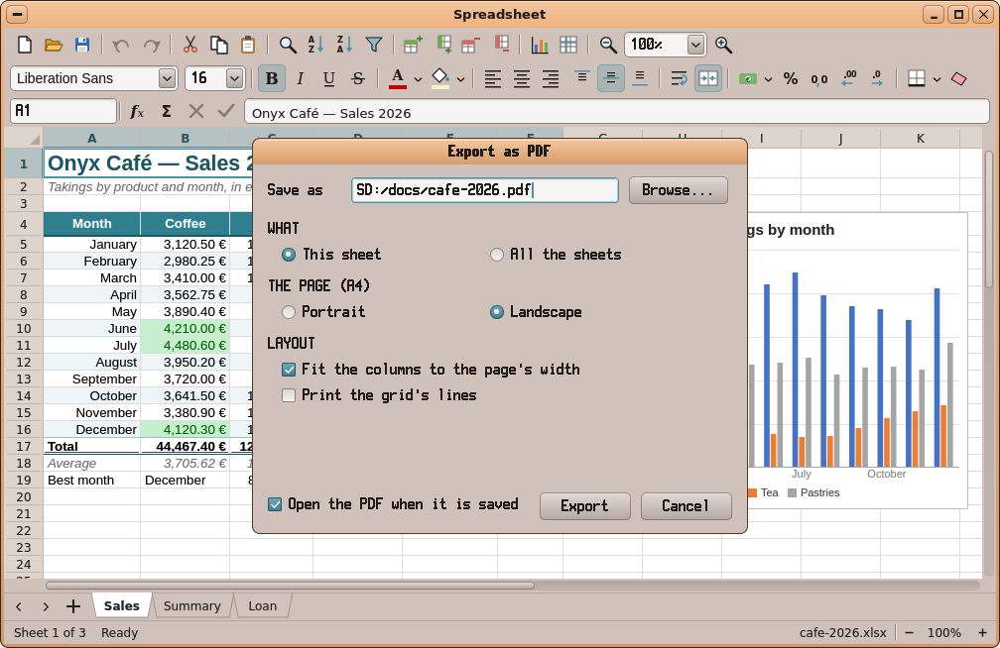 Spreadsheet
100%
Liberation Sans 16 B I U S A % 0,0 .00 .0
A1 fx Σ Onyx Café — Sales 2026
A B C D E F G H I J K
Export as PDF
Save as SD:/docs/cafe-2026.pdf Browse...
WHAT
This sheet All the sheets
THE PAGE (A4)
Portrait Landscape
LAYOUT
Fit the columns to the page's width
Print the grid's lines
Open the PDF when it is saved Export Cancel
1 Onyx Café — Sales 2
2 Takings by product and month, in e
3
4 Month Coffee
5 January 3,120.50 € 1
6 February 2,980.25 € 1
7 March 3,410.00 € 1
8 April 3,562.75 €
9 May 3,890.40 €
10 June 4,210.00 €
11 July 4,480.60 €
12 August 3,950.20 €
13 September 3,720.00 €
14 October 3,641.50 € 1
15 November 3,380.90 € 1
16 December 4,120.30 € 1
17 Total 44,467.40 € 12
18 Average 3,705.62 € 1
19 Best month December 8
20
21
22
23
24
25
gs by month
July October
Tea Pastries
Sales Summary Loan
Sheet 1 of 3 Ready cafe-2026.xlsx − 100% +